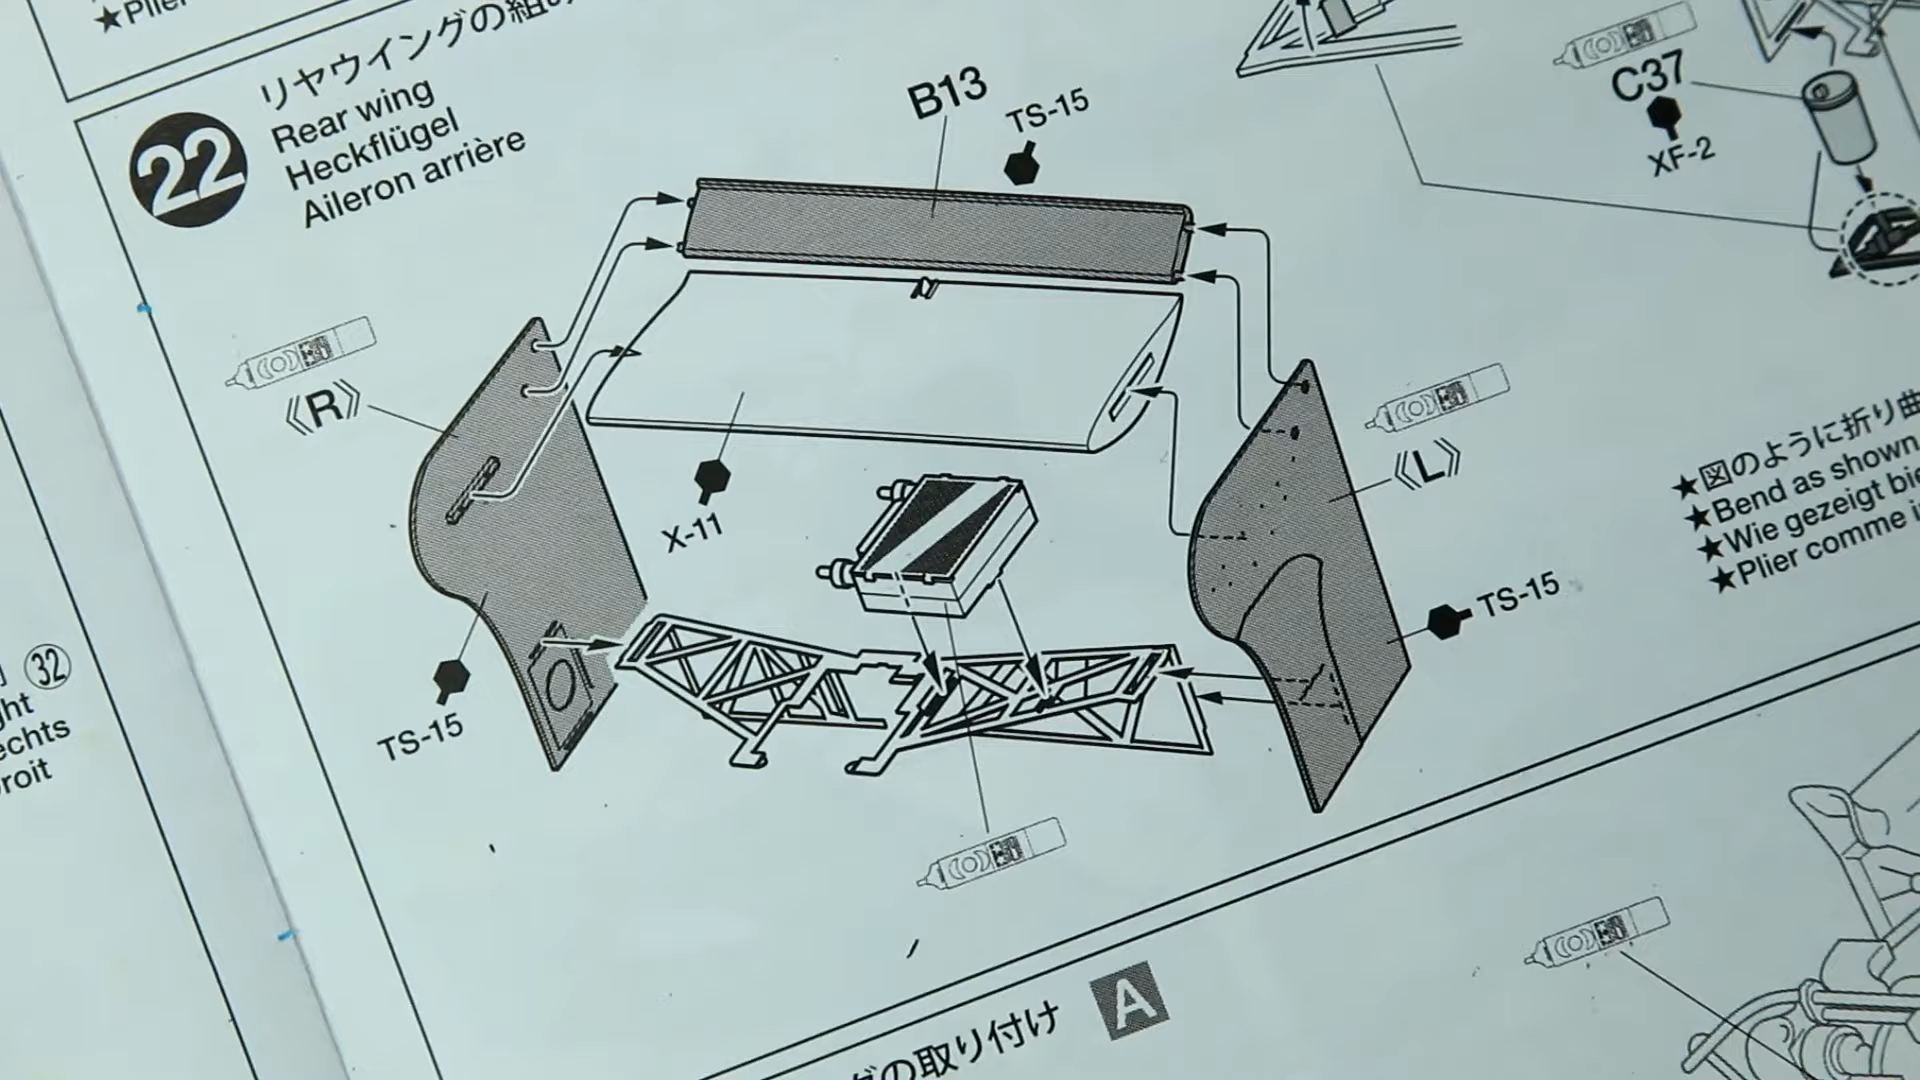 ★Plier
22
リヤウイングの組み
Rear wing
Heckflügel
Aileron arrière
B13
TS-15
C37
XF-2
《R》
X-11
《L》
TS-15
TS-15
★図のように折り曲
★Bend as shown.
★Wie gezeigt bie
★Plier comme i
32
ght
echts
roit
グの取り付け A